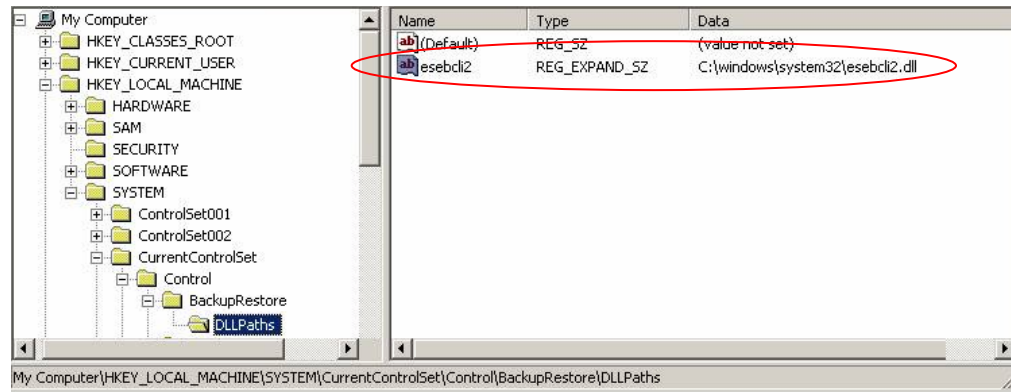 My Computer
HKEY_CLASSES_ROOT
HKEY_CURRENT_USER
HKEY_LOCAL_MACHINE
HARDWARE
SAM
SECURITY
SOFTWARE
SYSTEM
ControlSet001
ControlSet002
CurrentControlSet
Control
BackupRestore
DLLPaths
Name Type Data
ab (Default) REG_SZ (value not set)
ab esebcli2 REG_EXPAND_SZ C:\windows\system32\esebcli2.dll
My Computer\HKEY_LOCAL_MACHINE\SYSTEM\CurrentControlSet\Control\BackupRestore\DLLPaths